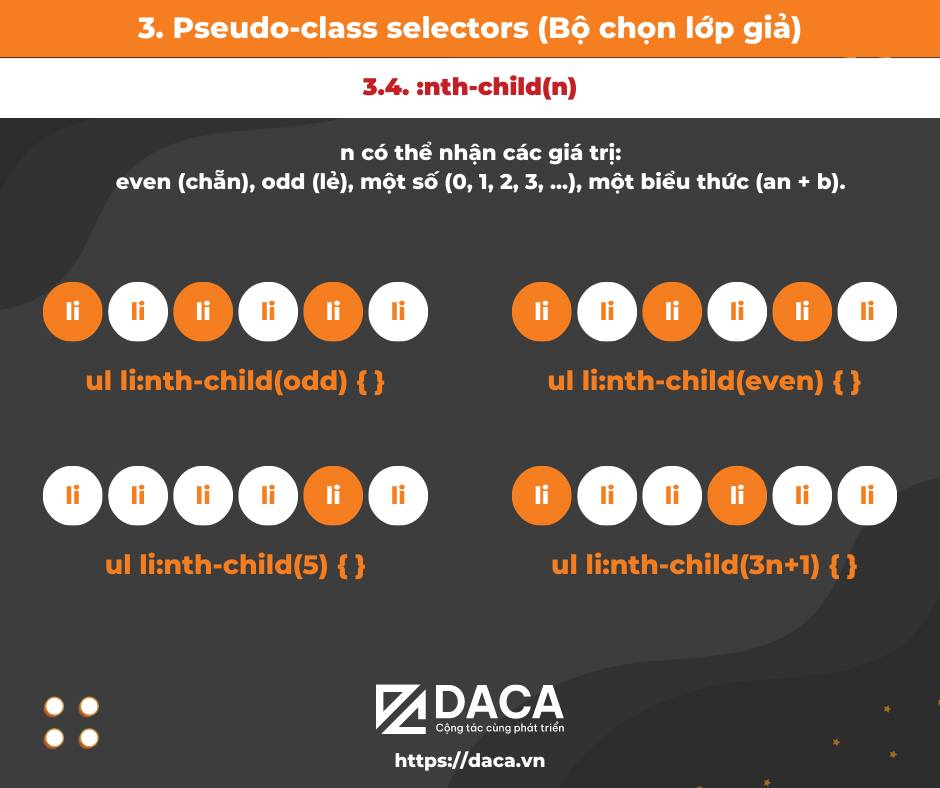 3. Pseudo-class selectors (Bộ chọn lớp giả)
3.4. :nth-child(n)
n có thể nhận các giá trị:
even (chẵn), odd (lẻ), một số (0, 1, 2, 3, ...), một biểu thức (an + b).
li li li li li li
li li li li li li
ul li:nth-child(odd) { }
ul li:nth-child(even) { }
li li li li li li
li li li li li li
ul li:nth-child(5) { }
ul li:nth-child(3n+1) { }
DACA
Cộng tác cùng phát triển
https://daca.vn